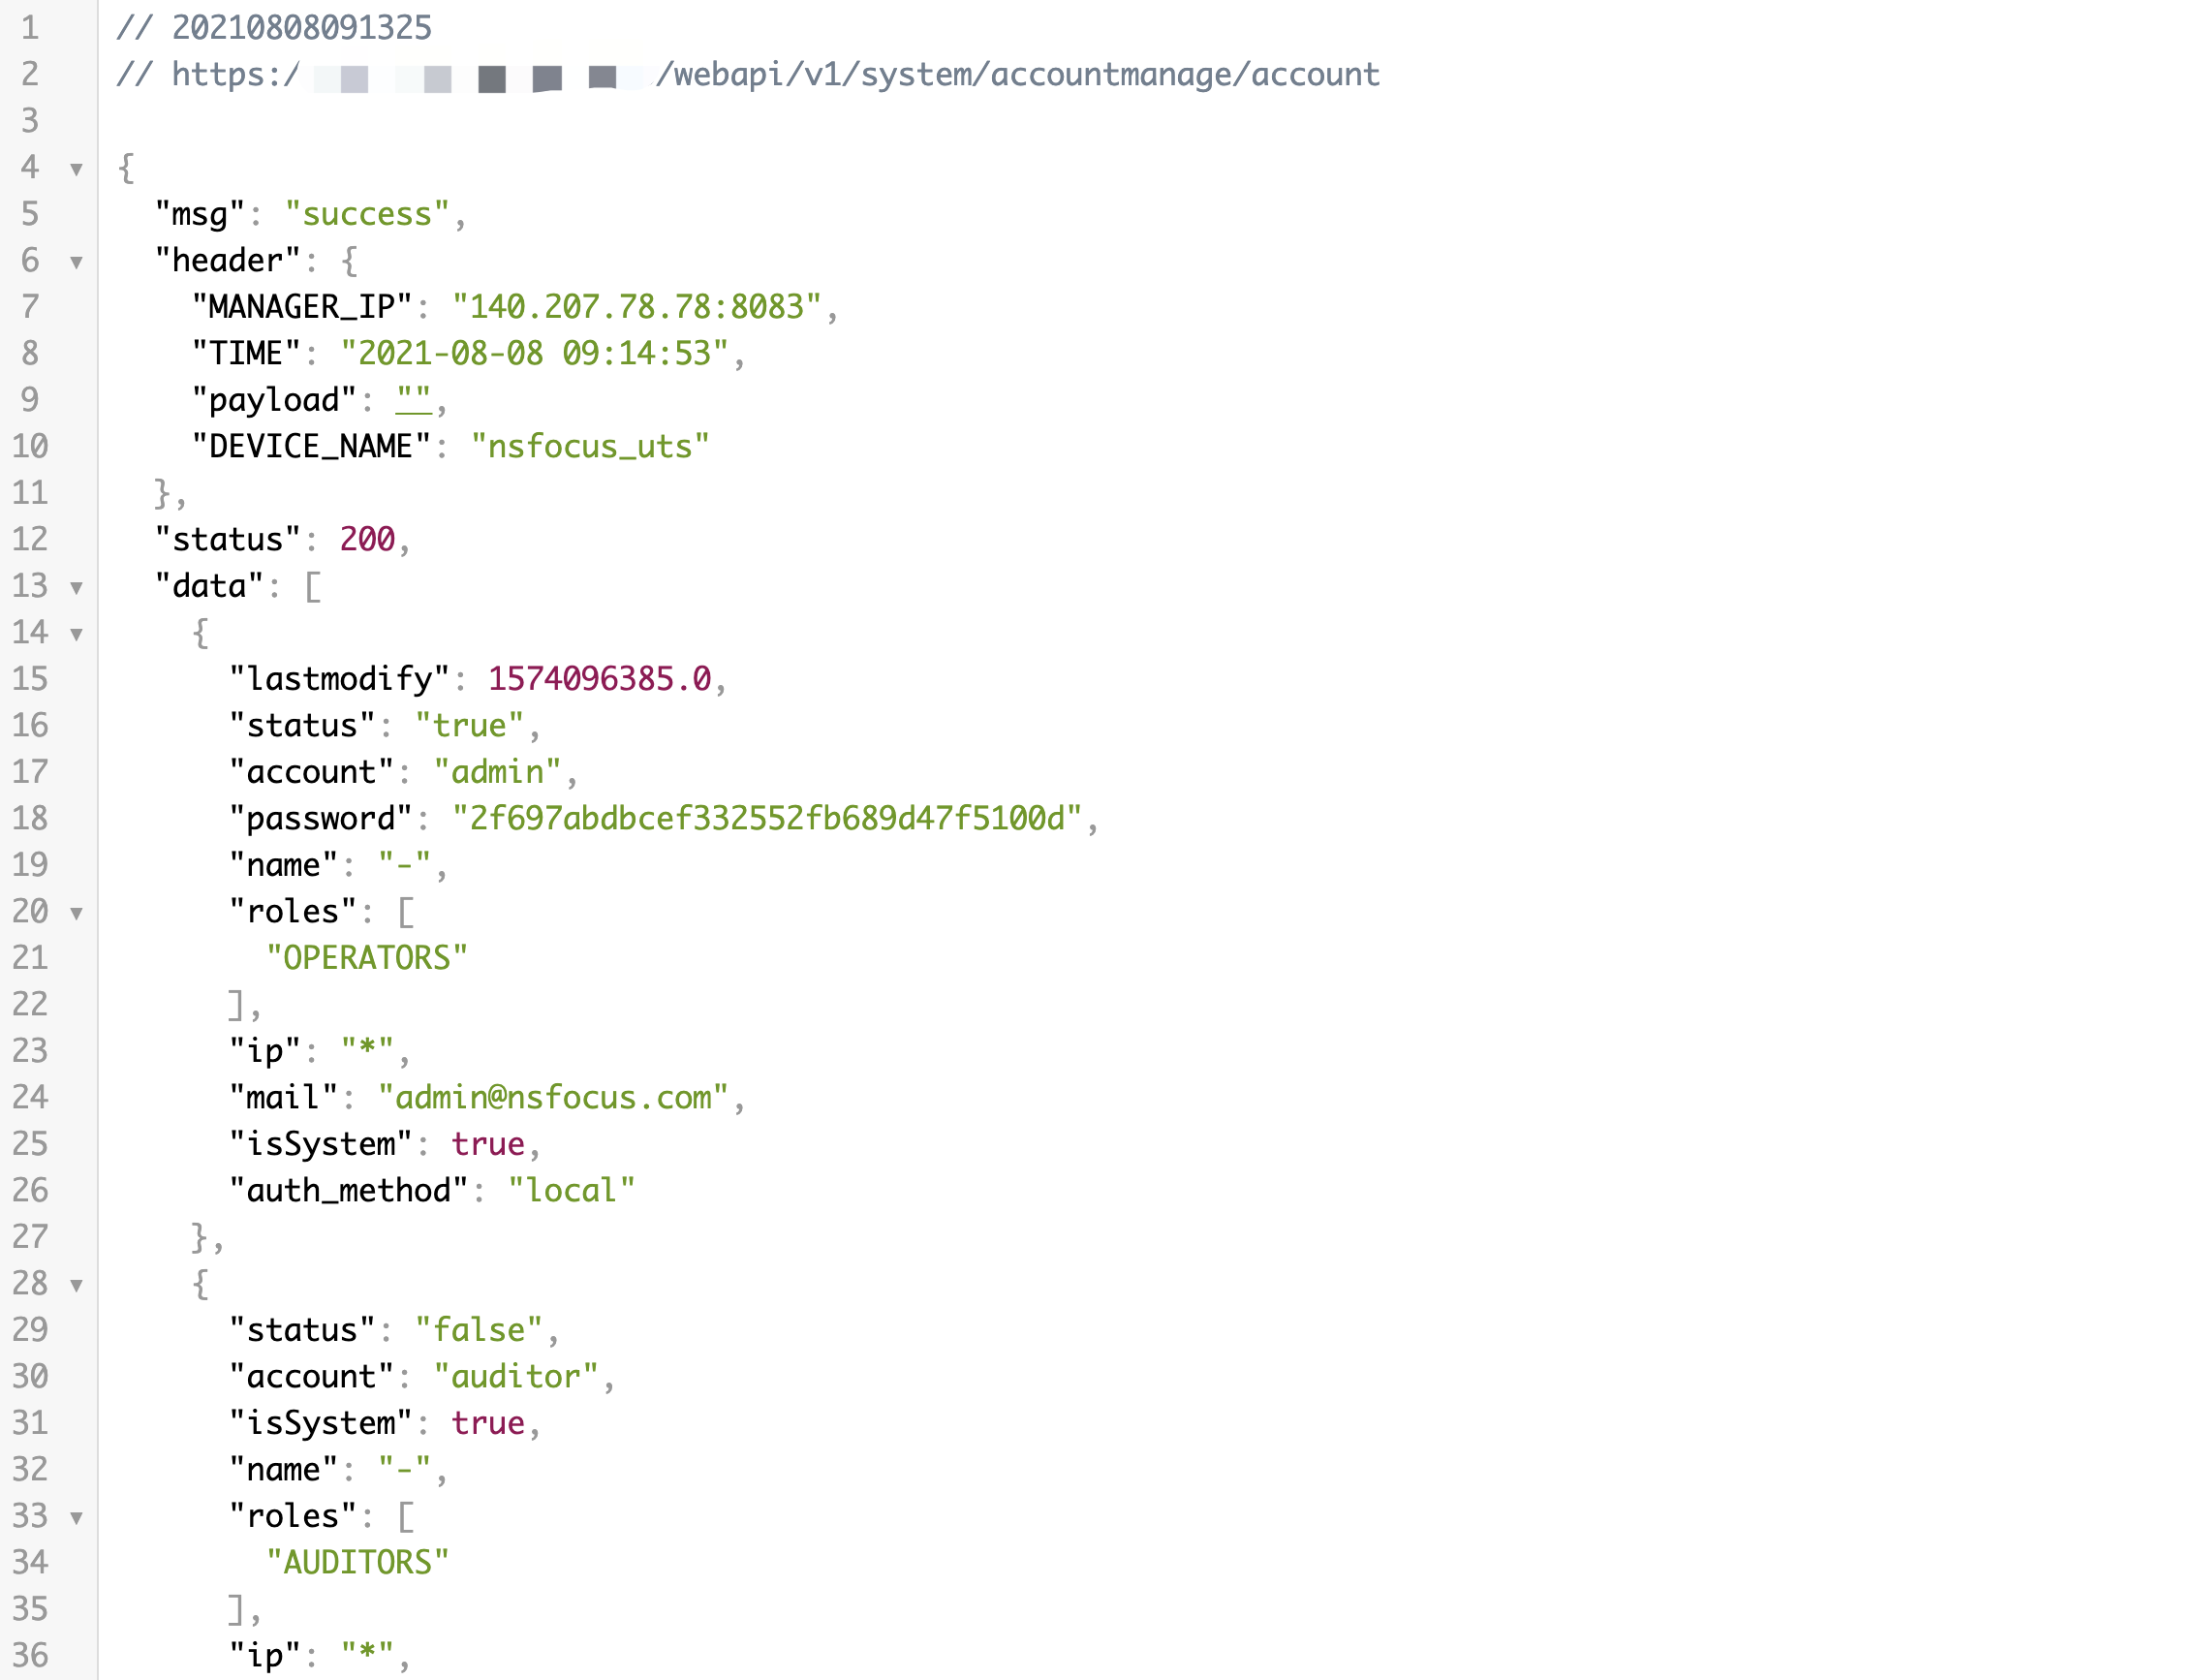 1 // 20210808091325
2 // https:/ /webapi/v1/system/accountmanage/account
3
4 ▼ {
5 "msg": "success",
6 ▼ "header": {
7 "MANAGER_IP": "140.207.78.78:8083",
8 "TIME": "2021-08-08 09:14:53",
9 "payload": "",
10 "DEVICE_NAME": "nsfocus_uts"
11 },
12 "status": 200,
13 ▼ "data": [
14 ▼ {
15 "lastmodify": 1574096385.0,
16 "status": "true",
17 "account": "admin",
18 "password": "2f697abdbcef332552fb689d47f5100d",
19 "name": "-",
20 ▼ "roles": [
21 "OPERATORS"
22 ],
23 "ip": "*",
24 "mail": "admin@nsfocus.com",
25 "isSystem": true,
26 "auth_method": "local"
27 },
28 ▼ {
29 "status": "false",
30 "account": "auditor",
31 "isSystem": true,
32 "name": "-",
33 ▼ "roles": [
34 "AUDITORS"
35 ],
36 "ip": "*",